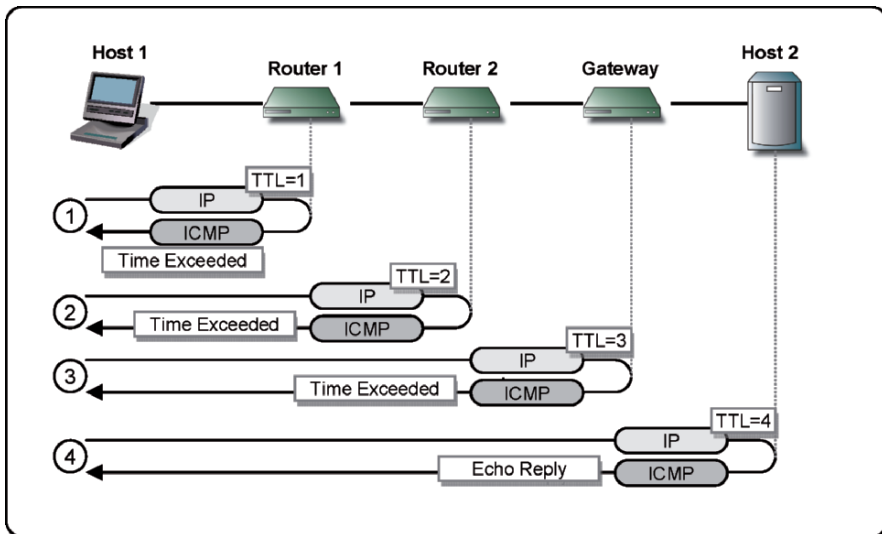 Host 1
Router 1
Router 2
Gateway
Host 2
TTL=1
IP
1
ICMP
Time Exceeded
TTL=2
IP
2
Time Exceeded
ICMP
TTL=3
IP
3
Time Exceeded
ICMP
TTL=4
IP
4
Echo Reply
ICMP